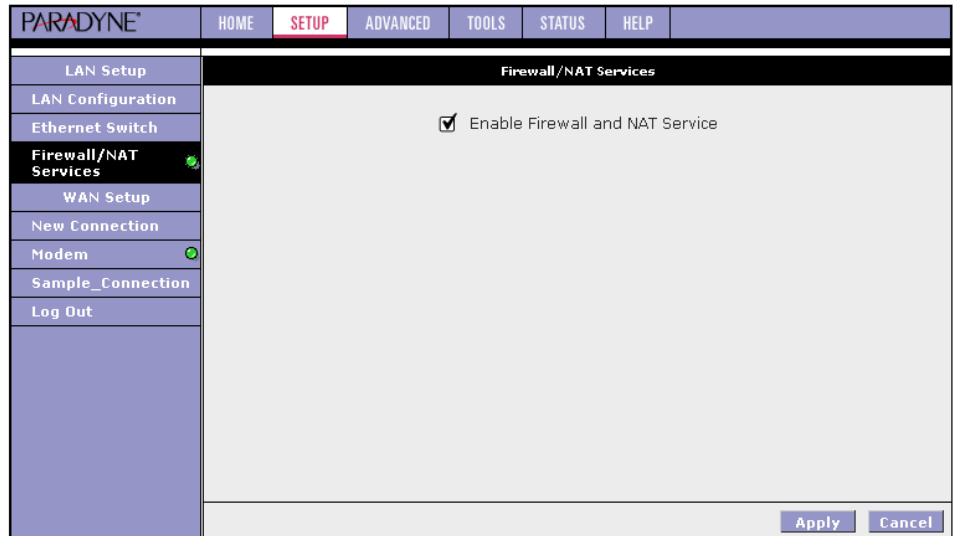 PARADYNE®
HOME SETUP ADVANCED TOOLS STATUS HELP
LAN Setup
LAN Configuration
Ethernet Switch
Firewall/NAT
Services
WAN Setup
New Connection
Modem
Sample_Connection
Log Out
Firewall/NAT Services
Enable Firewall and NAT Service
Apply Cancel